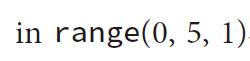 in range(0, 5, 1)